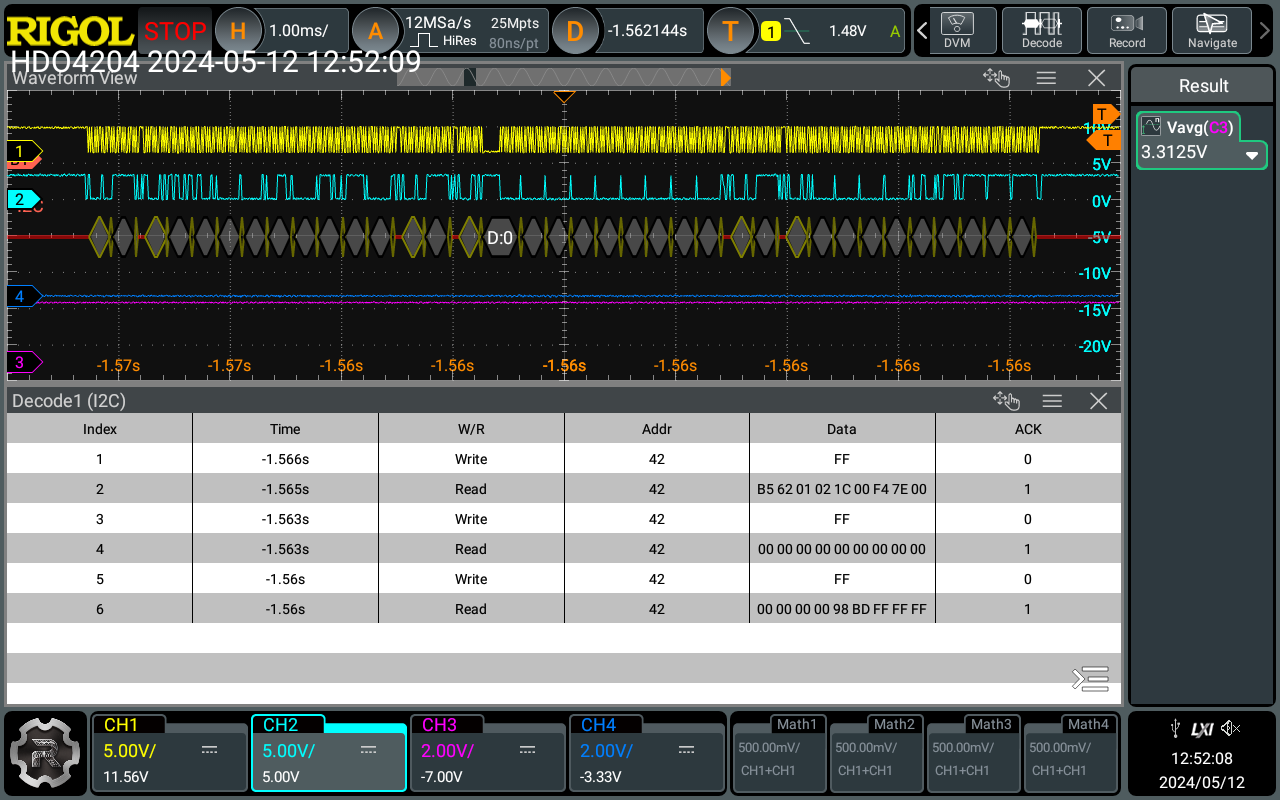 RIGOL STOP H 1.00ms/ A 12MSa/s 25Mpts D -1.562144s T 1 1.48V A DVM Decode Record Navigate
HiRes 80ns/pt
HDO4204 2024-05-12 12:52:09
Waveform View
Result
T
1
T
Vavg(C3)
3.3125V
5V
2
0V
D:0
-5V
-10V
4
-15V
-20V
3
-1.57s -1.57s -1.56s -1.56s -1.56s -1.56s -1.56s -1.56s -1.56s
Decode1 (I2C)
Index Time W/R Addr Data ACK
1 -1.566s Write 42 FF 0
2 -1.565s Read 42 B5 62 01 02 1C 00 F4 7E 00 1
3 -1.563s Write 42 FF 0
4 -1.563s Read 42 00 00 00 00 00 00 00 00 00 1
5 -1.56s Write 42 FF 0
6 -1.56s Read 42 00 00 00 00 98 BD FF FF FF 1
CH1 CH2 CH3 CH4 Math1 Math2 Math3 Math4
5.00V/ 5.00V/ 2.00V/ 2.00V/ 500.00mV/ 500.00mV/ 500.00mV/ 500.00mV/
11.56V 5.00V -7.00V -3.33V CH1+CH1 CH1+CH1 CH1+CH1 CH1+CH1
R
LXI
12:52:08
2024/05/12